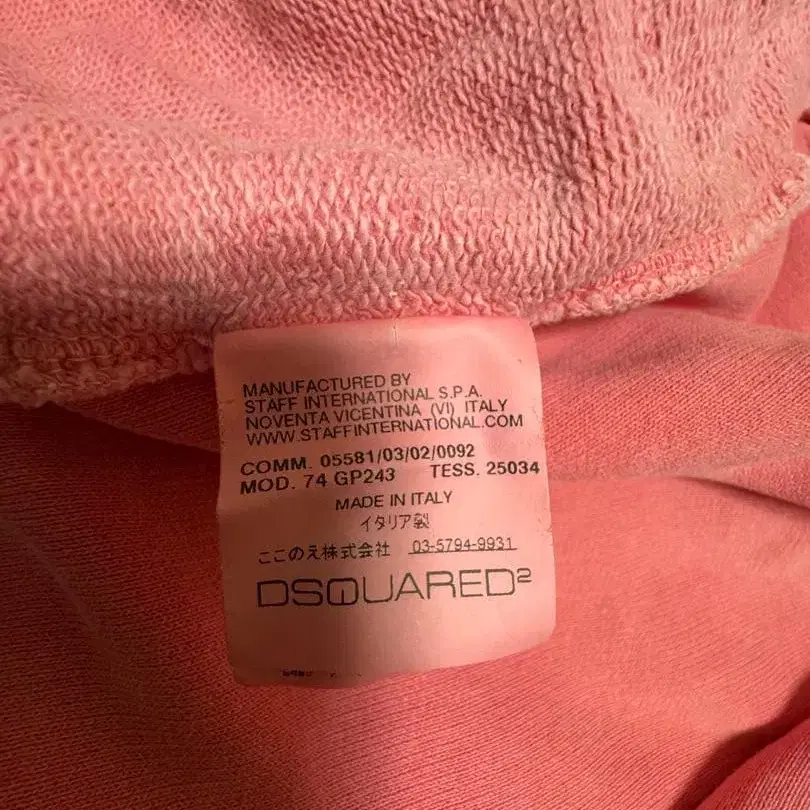 MANUFACTURED BY
STAFF INTERNATIONAL S.P.A.
NOVENTA VICENTINA (VI) ITALY
WWW.STAFFINTERNATIONAL.COM
COMM. 05581/03/02/0092
MOD. 74 GP243 TESS. 25034
MADE IN ITALY
イタリア製
ここのえ株式会社 03-5794-9931
DSQUARED²